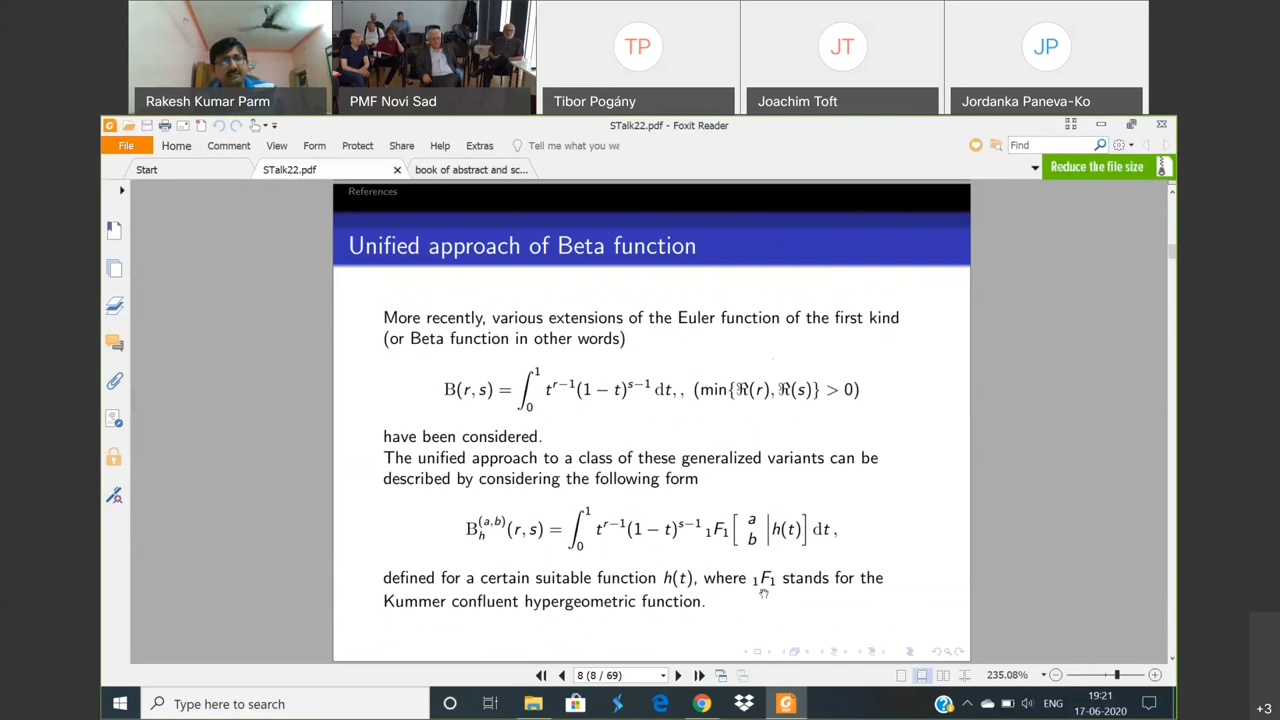 Rakesh Kumar Parm
PMF Novi Sad
TP
Tibor Pogány
JT
Joachim Toft
JP
Jordanka Paneva-Ko
STalk22.pdf - Foxit Reader
File Home Comment View Form Protect Share Help Extras Tell me what you wa
Find
Start STalk22.pdf book of abstract and sc...
Reduce the file size
References
Unified approach of Beta function
More recently, various extensions of the Euler function of the first kind
(or Beta function in other words)
B(r, s) = ∫₀¹ t^{r−1}(1 − t)^{s−1} dt, , (min{ℜ(r), ℜ(s)} > 0)
have been considered.
The unified approach to a class of these generalized variants can be
described by considering the following form
B_h^{(a,b)}(r, s) = ∫₀¹ t^{r−1}(1 − t)^{s−1} ₁F₁[a b | h(t)] dt ,
defined for a certain suitable function h(t), where ₁F₁ stands for the
Kummer confluent hypergeometric function.
8 (8 / 69)
235.08%
Type here to search
ENG
19:21
17-06-2020
+3